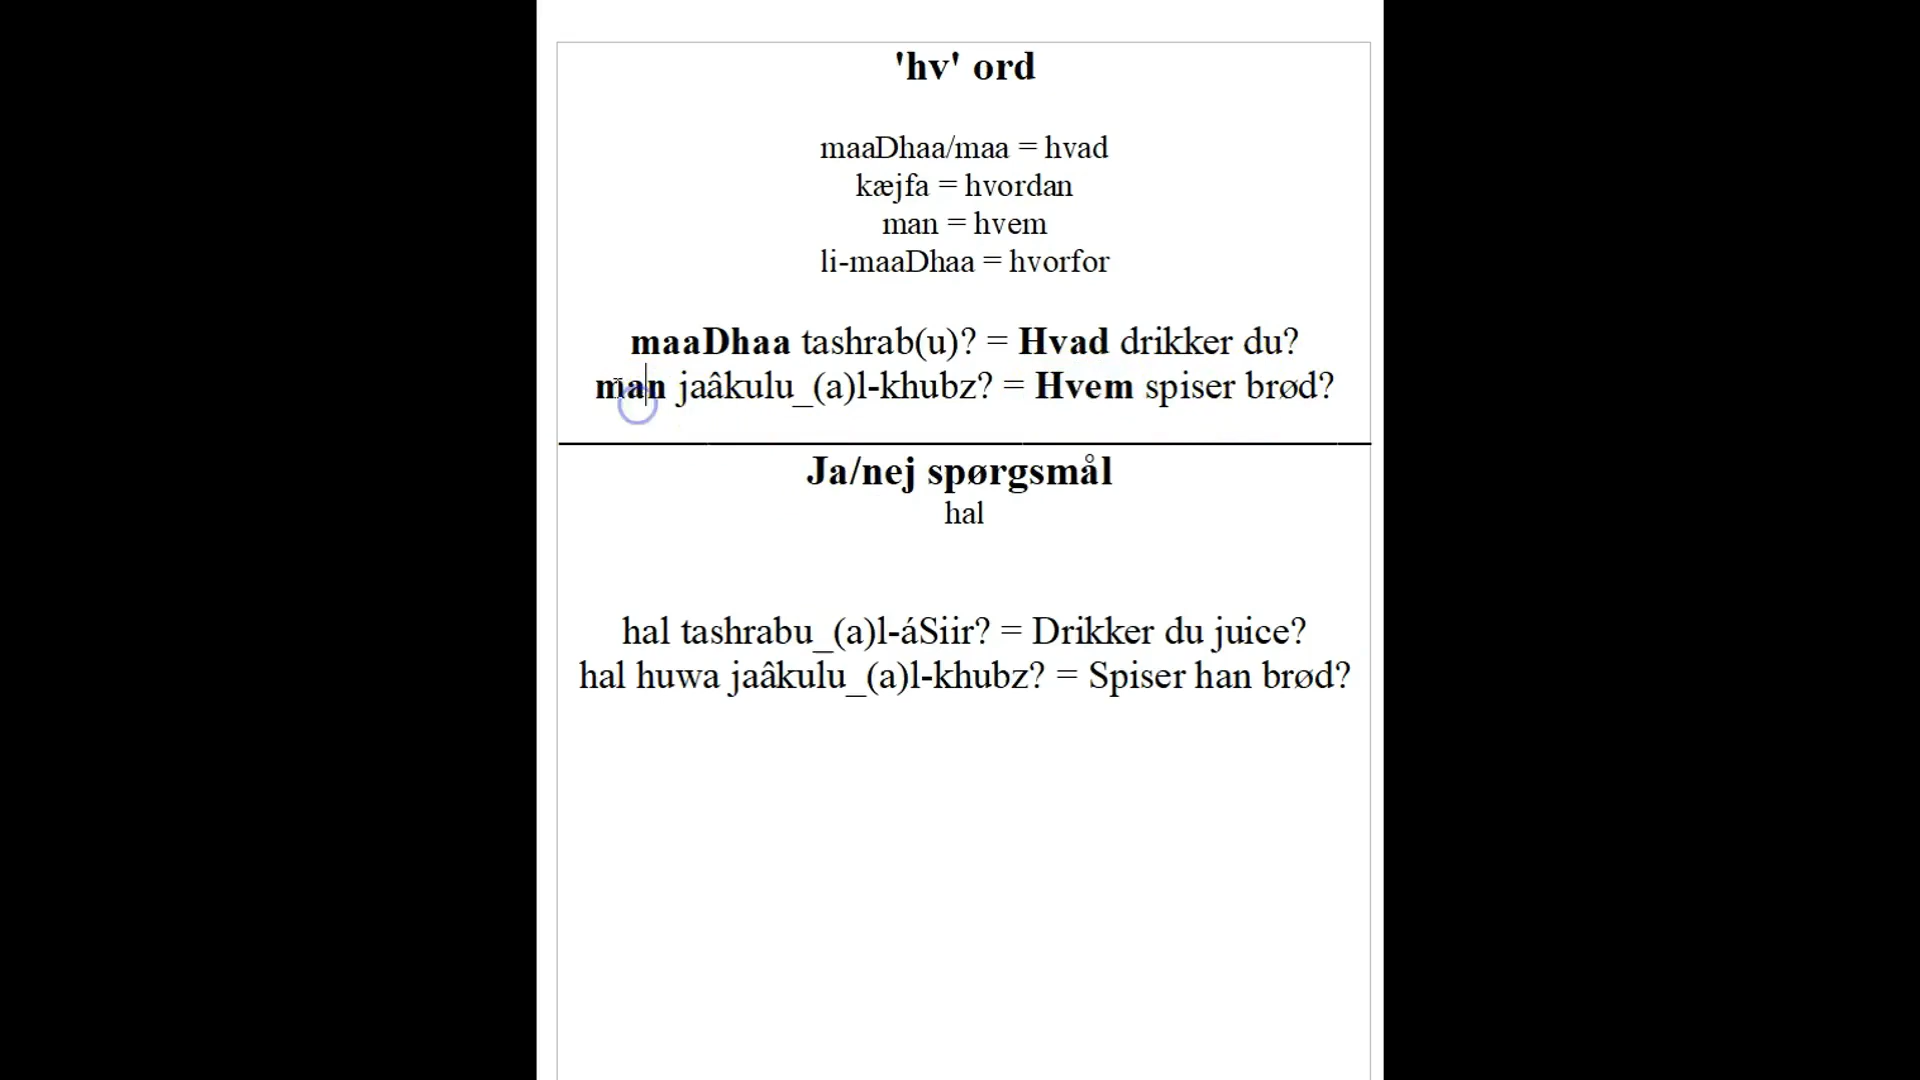 'hv' ord
maaDhaa/maa = hvad
kæjfa = hvordan
man = hvem
li-maaDhaa = hvorfor
maaDhaa tashrab(u)? = Hvad drikker du?
man jaâkulu_(a)l-khubz? = Hvem spiser brød?
Ja/nej spørgsmål
hal
hal tashrabu_(a)l-áSiir? = Drikker du juice?
hal huwa jaâkulu_(a)l-khubz? = Spiser han brød?